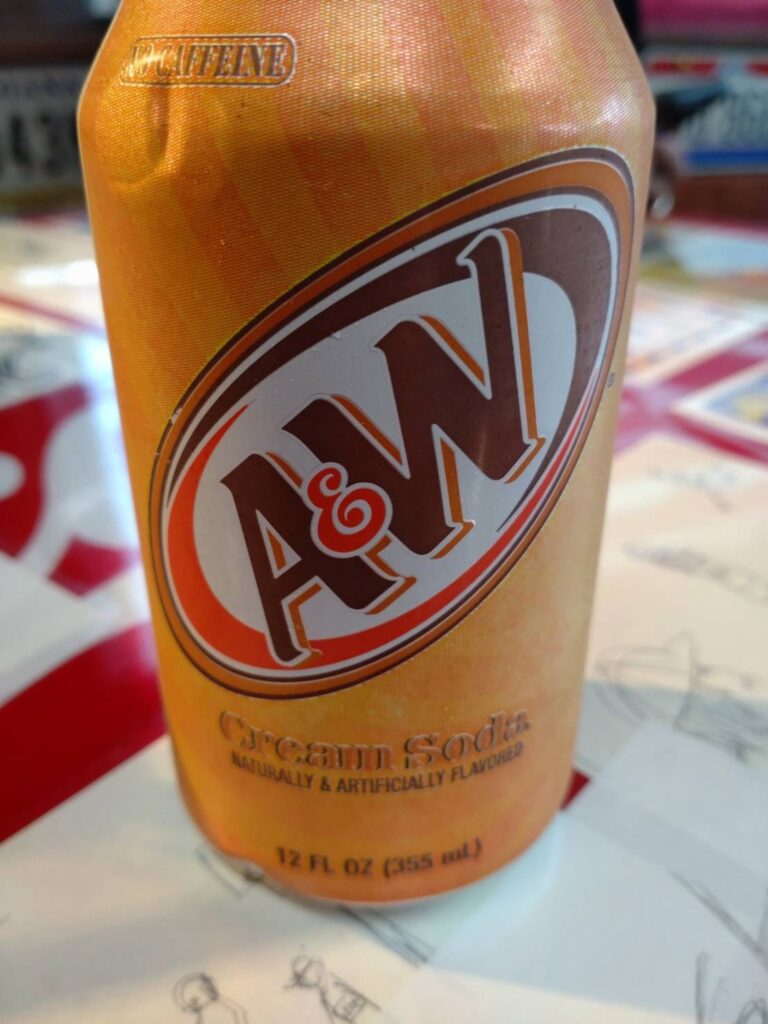 NO CAFFEINE
A&W
Cream Soda
NATURALLY & ARTIFICIALLY FLAVORED
12 FL OZ (355 mL)